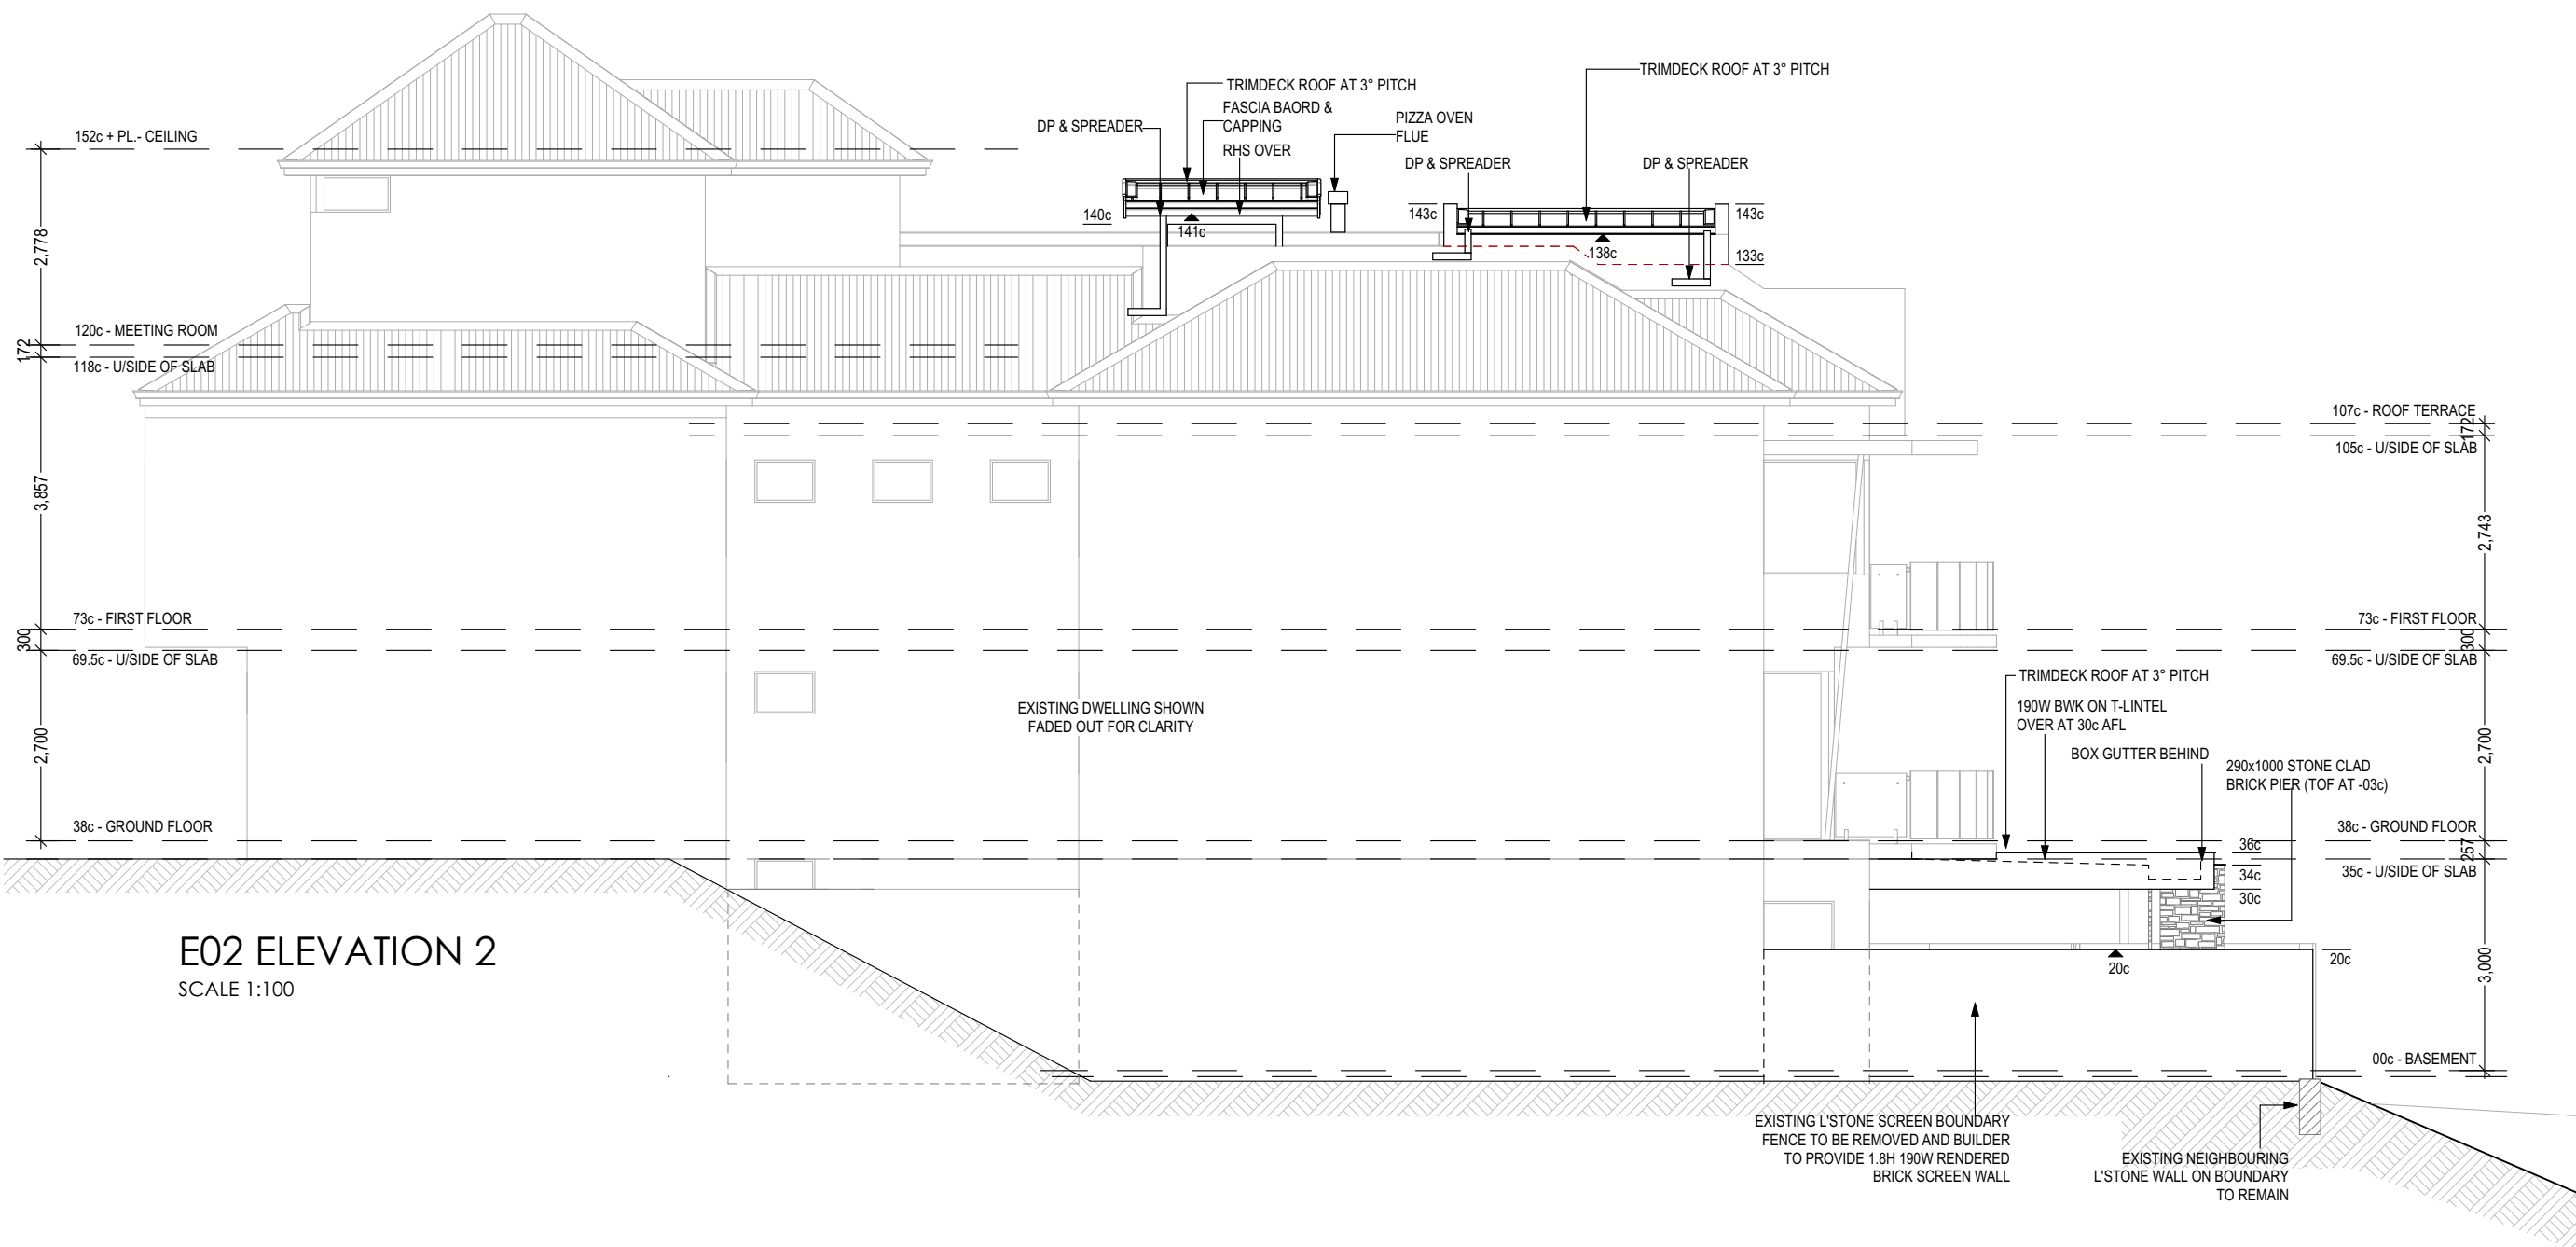 TRIMDECK ROOF AT 3° PITCH
TRIMDECK ROOF AT 3° PITCH
FASCIA BAORD &
CAPPING
RHS OVER
DP & SPREADER
PIZZA OVEN
FLUE
DP & SPREADER
DP & SPREADER
152c + PL.- CEILING
2,778
140c
141c
143c
143c
138c
133c
120c - MEETING ROOM
172
118c - U/SIDE OF SLAB
107c - ROOF TERRACE
172
105c - U/SIDE OF SLAB
3,857
2,743
73c - FIRST FLOOR
300
69.5c - U/SIDE OF SLAB
73c - FIRST FLOOR
300
69.5c - U/SIDE OF SLAB
TRIMDECK ROOF AT 3° PITCH
190W BWK ON T-LINTEL
OVER AT 30c AFL
BOX GUTTER BEHIND
290x1000 STONE CLAD
BRICK PIER (TOF AT -03c)
EXISTING DWELLING SHOWN
FADED OUT FOR CLARITY
2,700
2,700
38c - GROUND FLOOR
38c - GROUND FLOOR
257
35c - U/SIDE OF SLAB
36c
34c
30c
20c
20c
3,000
E02 ELEVATION 2
SCALE 1:100
00c - BASEMENT
EXISTING L'STONE SCREEN BOUNDARY
FENCE TO BE REMOVED AND BUILDER
TO PROVIDE 1.8H 190W RENDERED
BRICK SCREEN WALL
EXISTING NEIGHBOURING
L'STONE WALL ON BOUNDARY
TO REMAIN